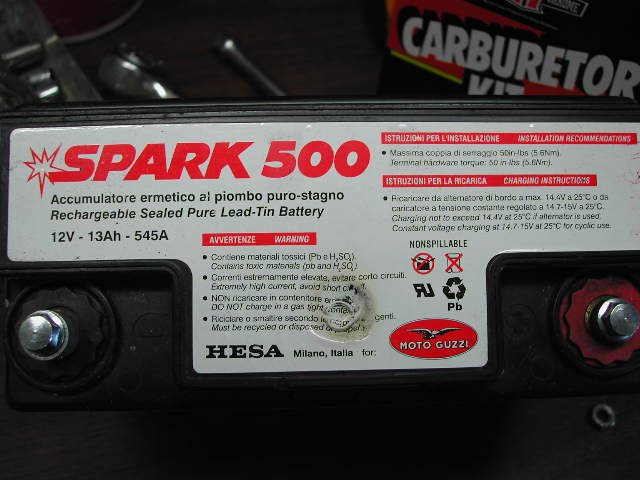 CARBURETOR
KIT
SPARK 500
Accumulatore ermetico al piombo puro-stagno
Rechargeable Sealed Pure Lead-Tin Battery
12V - 13Ah - 545A
ISTRUZIONI PER L'INSTALLAZIONE INSTALLATION RECOMMENDATIONS
• Massima coppia di serraggio 50in-lbs (5.6Nm).
Terminal hardware torque: 50 in-lbs (5.6Nm).
ISTRUZIONI PER LA RICARICA CHARGING INSTRUCTIONS
• Ricaricare da alternatore di bordo a max. 14.4V a 25°C o da
caricatore a tensione costante regolato a 14.7-15V a 25°C.
Charging not to exceed 14.4V at 25°C if alternator is used.
Constant voltage charging at 14.7-15V at 25°C for cyclic use.
AVVERTENZE WARNING
• Contiene materiali tossici (Pb e H2SO4).
Contains toxic materials (pb and H2SO4).
• Correnti estremamente elevate, evitare corto circuiti.
Extremely high current, avoid short
• NON ricaricare in contenitore
DO NOT CHARGE in a gas tight
• Riciclare o smaltire secondo
Must be recycled or disposed
NONSPILLABLE
Pb
HESA Milano, Italia for:
MOTO GUZZI